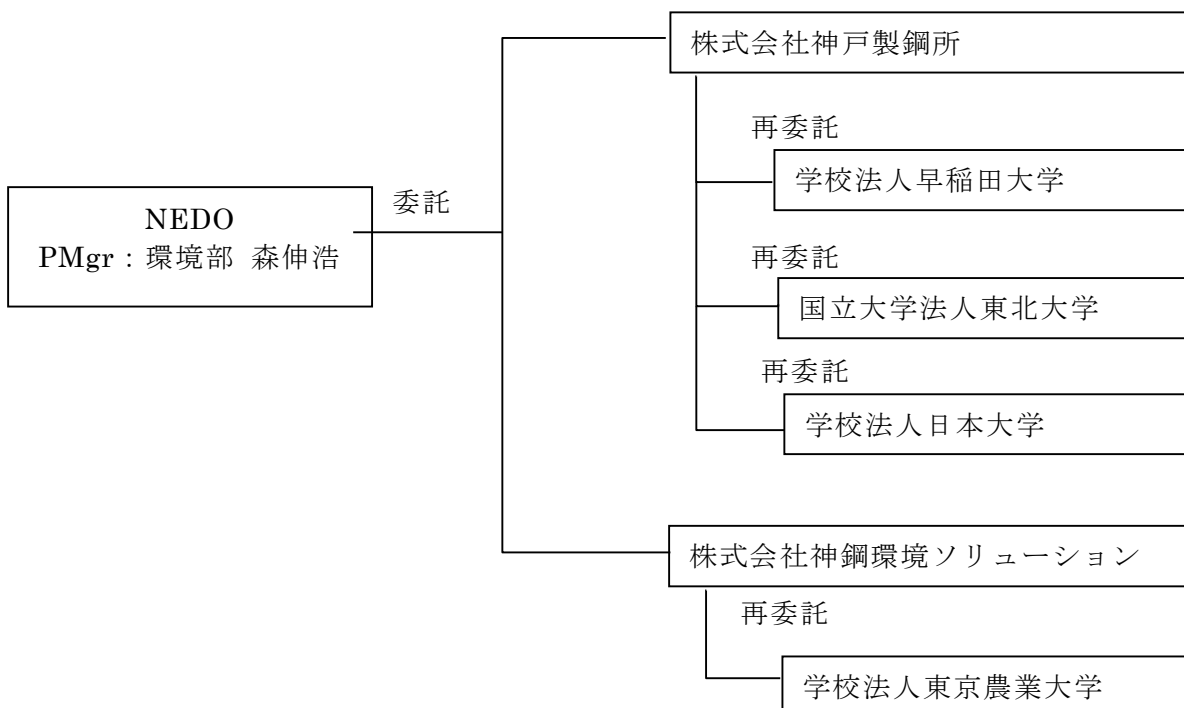 NEDO
PMgr：環境部 森伸浩
委託
株式会社神戸製鋼所
再委託
学校法人早稲田大学
再委託
国立大学法人東北大学
再委託
学校法人日本大学
株式会社神鋼環境ソリューション
再委託
学校法人東京農業大学